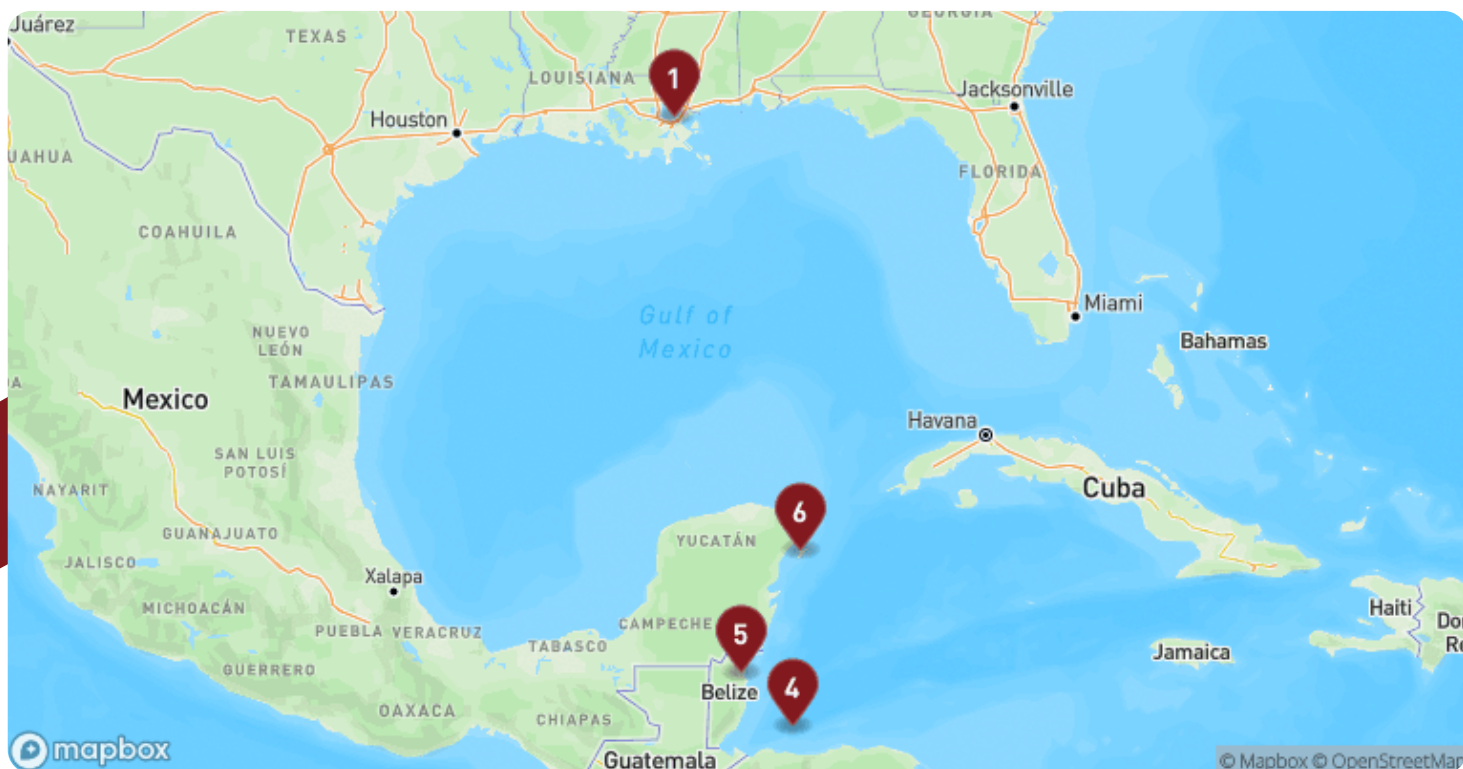 Juárez
TEXAS
LOUISIANA
1
GEORGIA
Jacksonville
Houston
FLORIDA
COAHUILA
Gulf of
Mexico
Miami
NUEVO
LEÓN
Bahamas
TAMAULIPAS
Mexico
Havana
SAN LUIS
POTOSÍ
Cuba
NAYARIT
6
GUANAJUATO
YUCATÁN
JALISCO
Xalapa
MICHOACÁN
Haiti
PUEBLA VERACRUZ
CAMPECHE
5
TABASCO
Jamaica
GUERRERO
Belize
4
OAXACA
CHIAPAS
Guatemala
mapbox
© Mapbox © OpenStreetMap